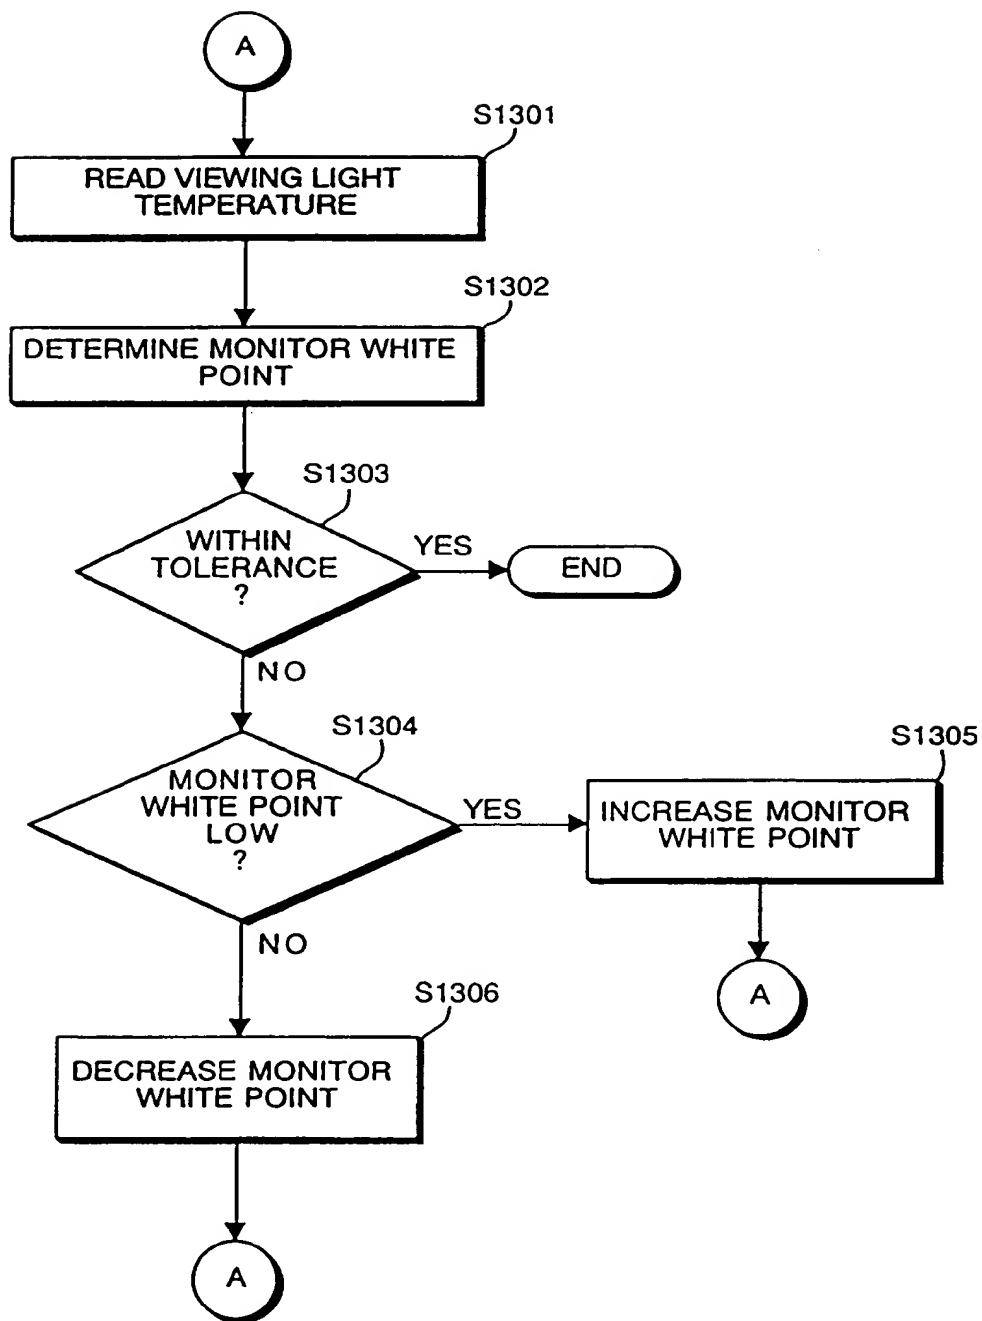 A
S1301
READ VIEWING LIGHT
TEMPERATURE
S1302
DETERMINE MONITOR WHITE
POINT
S1303
WITHIN
TOLERANCE
?
YES
END
NO
S1304
MONITOR
WHITE POINT
LOW
?
YES
S1305
INCREASE MONITOR
WHITE POINT
A
NO
S1306
DECREASE MONITOR
WHITE POINT
A